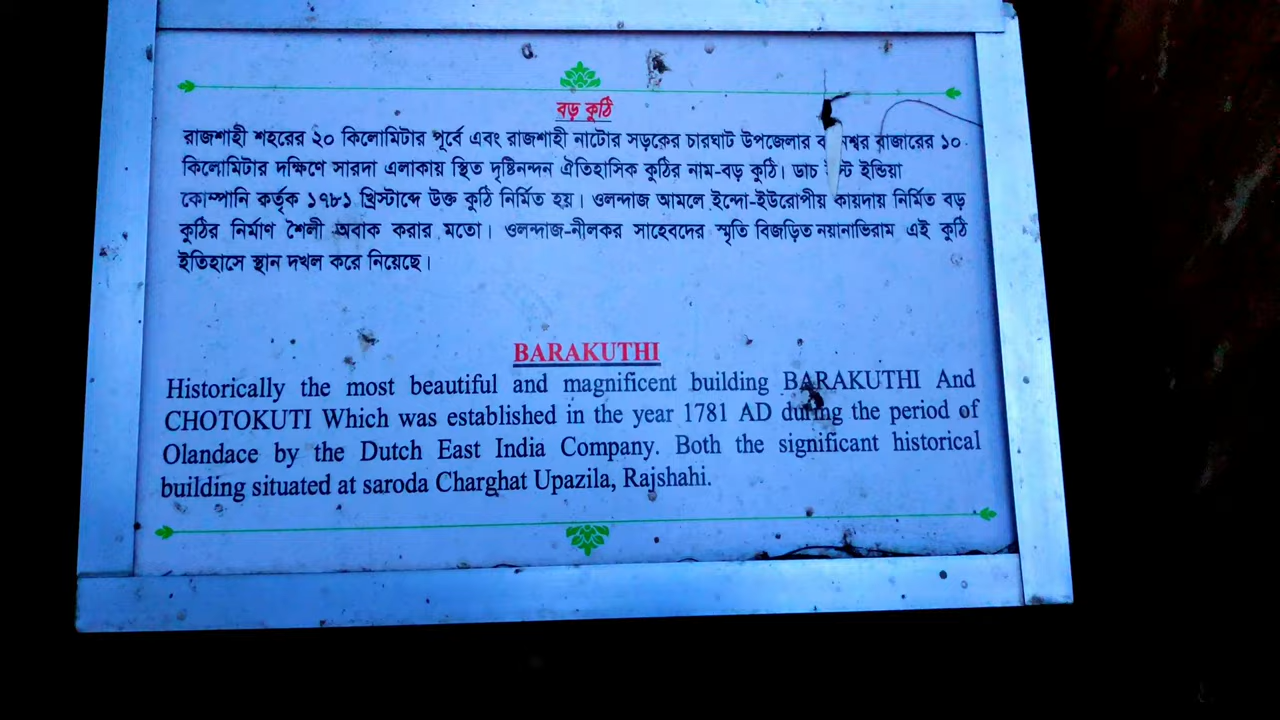 বড় কুঠি
রাজশাহী শহরের ২০ কিলোমিটার পূর্বে এবং রাজশাহী নাটোর সড়কের চারঘাট উপজেলার রাজারের ১০
কিলোমিটার দক্ষিণে সারদা এলাকায় স্থিত দৃষ্টিনন্দন ঐতিহাসিক কুঠির নাম-বড় কুঠি। ডাচ ইন্ডিয়া
কোম্পানি কর্তৃক ১৭৮১ খ্রিস্টাব্দে উক্ত কুঠি নির্মিত হয়। ওলন্দাজ আমলে ইন্দো-ইউরোপীয় কায়দায় নির্মিত বড়
কুঠির নির্মাণ শৈলী অবাক করার মতো। ওলন্দাজ-নীলকর সাহেবদের স্মৃতি বিজড়িত নয়ানাভিরাম এই কুঠি
ইতিহাসে স্থান দখল করে নিয়েছে।
BARAKUTHI
Historically the most beautiful and magnificent building BARAKUTHI And
CHOTOKUTI Which was established in the year 1781 AD during the period of
Olandace by the Dutch East India Company. Both the significant historical
building situated at saroda Charghat Upazila, Rajshahi.